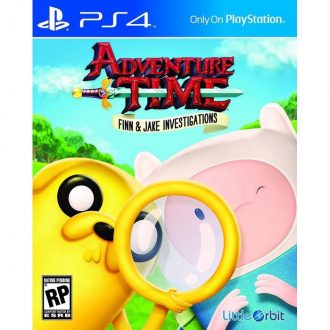 PS4
Only On PlayStation®
ADVENTURE
TIME
FINN & JAKE INVESTIGATIONS
RATING PENDING
RP
ESRB
Little Orbit